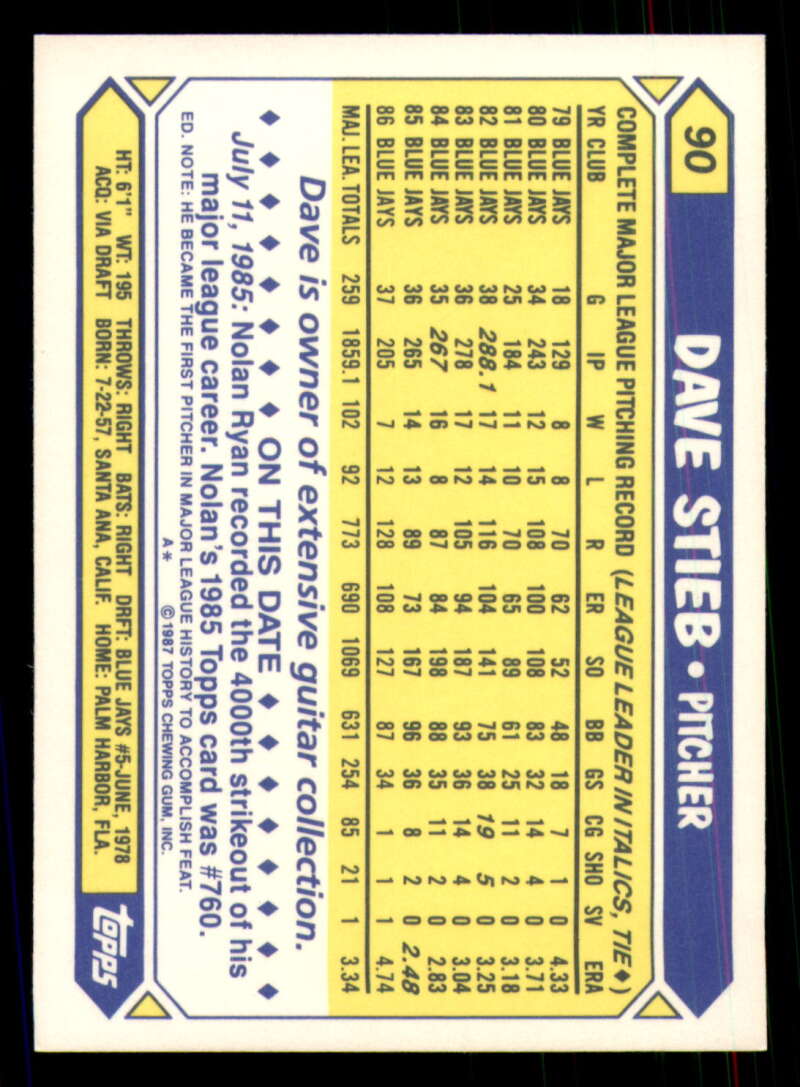 90 DAVE STIEB • PITCHER
COMPLETE MAJOR LEAGUE PITCHING RECORD (LEAGUE LEADER IN ITALICS, TIE ♦)
YR CLUB G IP W L R ER SO BB GS CG SHO SV ERA
79 BLUE JAYS 18 129 8 8 70 62 52 48 18 7 1 0 4.33
80 BLUE JAYS 34 243 12 15 108 100 108 83 32 14 4 0 3.71
81 BLUE JAYS 25 184 11 10 70 65 89 61 25 11 2 0 3.18
82 BLUE JAYS 38 288.1 17 14 116 104 141 75 38 19 5 0 3.25
83 BLUE JAYS 36 278 17 12 105 94 187 93 36 14 4 0 3.04
84 BLUE JAYS 35 267 16 8 87 84 198 88 35 11 2 0 2.83
85 BLUE JAYS 36 265 14 13 89 73 167 96 36 8 2 0 2.48
86 BLUE JAYS 37 205 7 12 128 108 127 87 34 1 1 1 4.74
MAJ. LEA. TOTALS 259 1859.1 102 92 773 690 1069 631 254 85 21 1 3.34
Dave is owner of extensive guitar collection.
♦ ♦ ♦ ♦ ♦ ♦ ♦ ♦ ON THIS DATE ♦ ♦ ♦ ♦ ♦ ♦ ♦ ♦
July 11, 1985: Nolan Ryan recorded the 4000th strikeout of his
major league career. Nolan's 1985 Topps card was #760.
ED. NOTE: HE BECAME THE FIRST PITCHER IN MAJOR LEAGUE HISTORY TO ACCOMPLISH FEAT.
A* ©1987 TOPPS CHEWING GUM, INC.
HT: 6'1" WT: 195 THROWS: RIGHT BATS: RIGHT DRFT: BLUE JAYS #5-JUNE, 1978
ACQ: VIA DRAFT BORN: 7-22-57, SANTA ANA, CALIF. HOME: PALM HARBOR, FLA.
topps